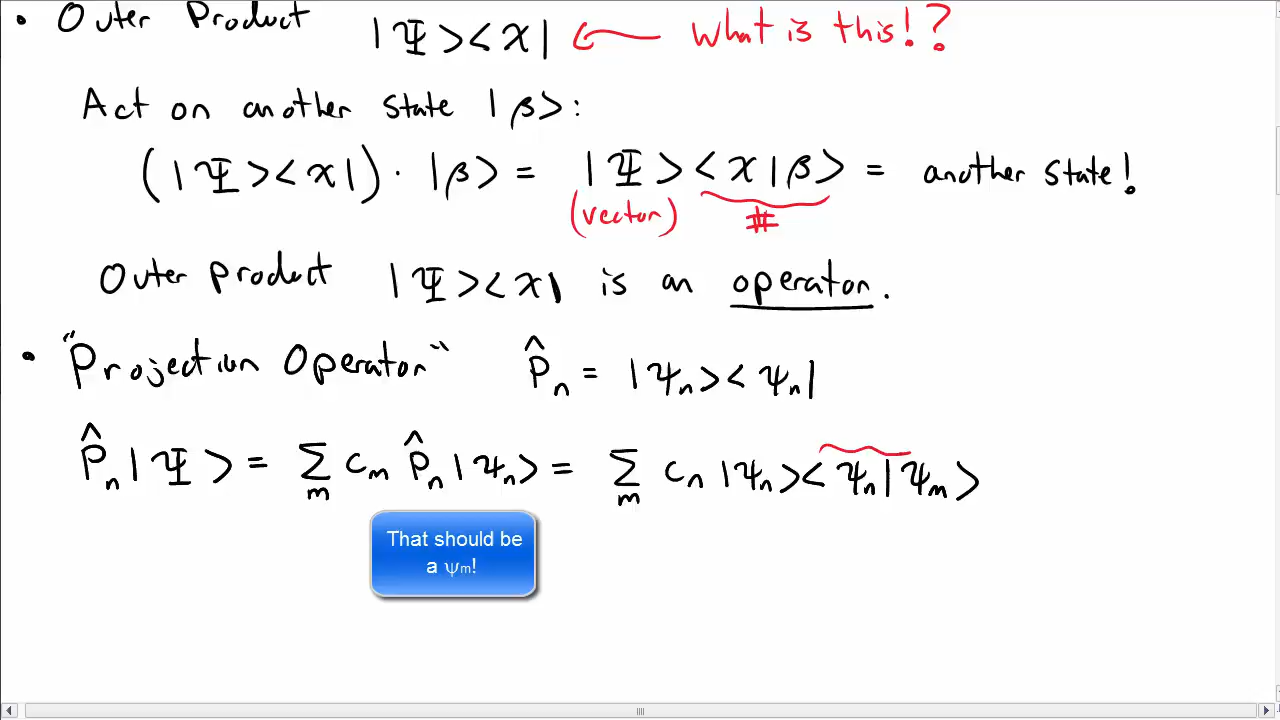 • Outer Product |Ψ><χ| ← What is this!?
Act on another state |β>:
(|Ψ><χ|)·|β> = |Ψ><χ|β> = another state!
(vector) #
Outer product |Ψ><χ| is an operator.
• "Projection Operator" P̂n = |ψn><ψn|
P̂n|Ψ> = Σm cm P̂n|ψn> = Σm cn |ψn><ψn|ψm>
That should be
a ψm!